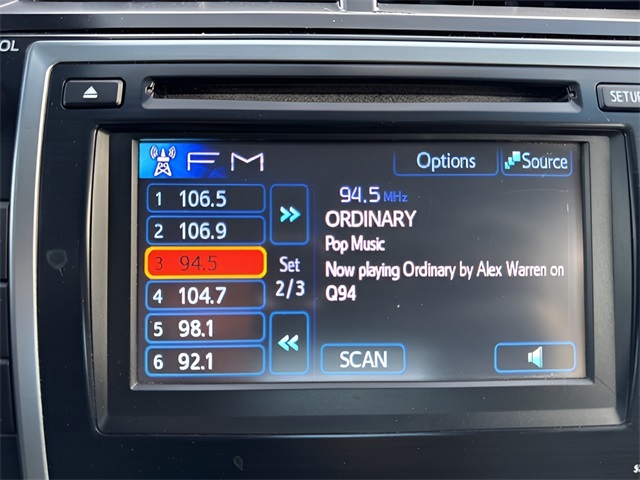 OL
SETUP
FM
Options
Source
1 106.5
2 106.9
3 94.5
4 104.7
5 98.1
6 92.1
Set
2/3
94.5 MHz
ORDINARY
Pop Music
Now playing Ordinary by Alex Warren on
Q94
SCAN